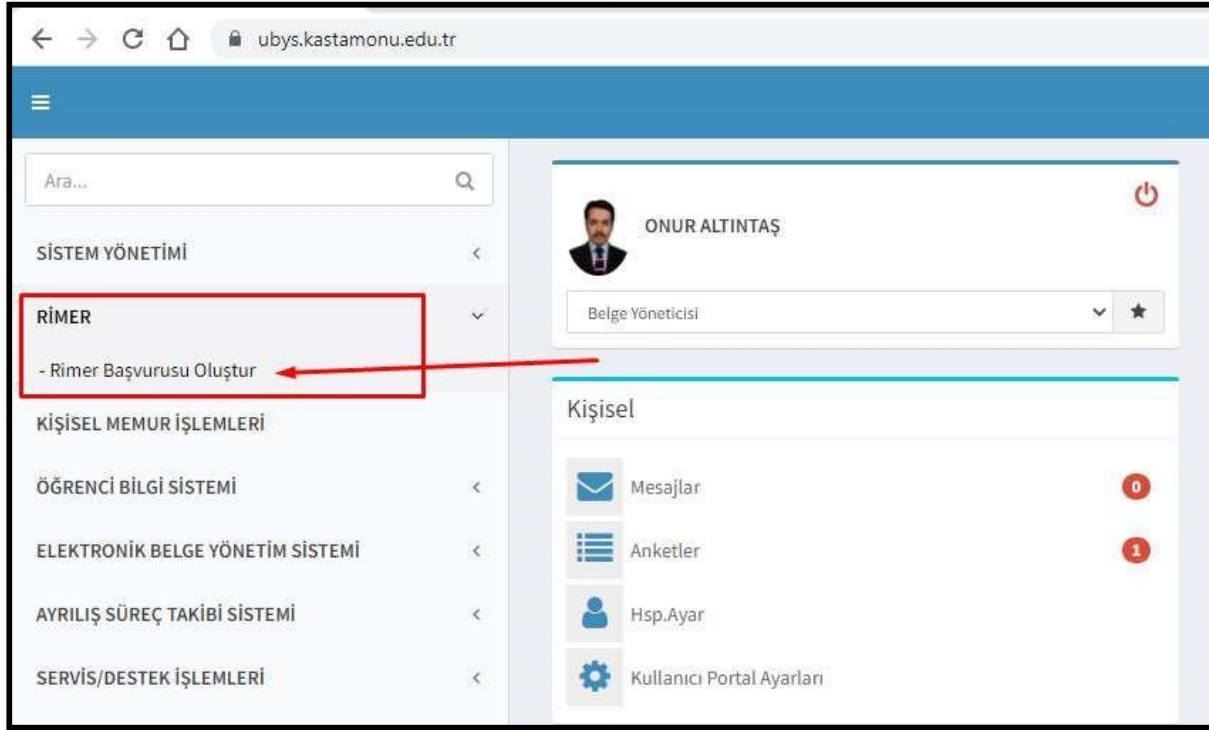 ubys.kastamonu.edu.tr
Ara...
SİSTEM YÖNETİMİ
RİMER
- Rimer Başvurusu Oluştur
KİŞİSEL MEMUR İŞLEMLERİ
ÖĞRENCİ BİLGİ SİSTEMİ
ELEKTRONİK BELGE YÖNETİM SİSTEMİ
AYRILIŞ SÜREÇ TAKİBİ SİSTEMİ
SERVİS/DESTEK İŞLEMLERİ
ONUR ALTINTAŞ
Belge Yöneticisi
Kişisel
Mesajlar 0
Anketler 1
Hsp.Ayar
Kullanıcı Portal Ayarları